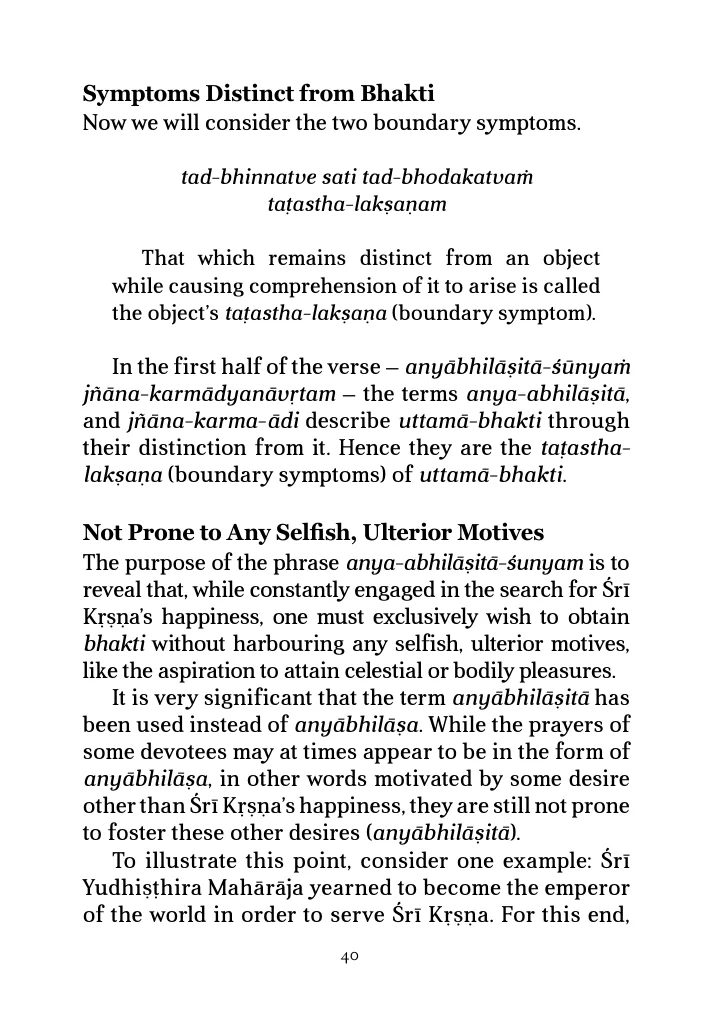 Symptoms Distinct from Bhakti
Now we will consider the two boundary symptoms.
tad-bhinnatve sati tad-bhodakatvaṁ
taṭastha-lakṣaṇam
That which remains distinct from an object
while causing comprehension of it to arise is called
the object’s taṭastha-lakṣaṇa (boundary symptom).
In the first half of the verse – anyābhilāṣitā-śūnyaṁ
jñāna-karmādyanāvṛtam – the terms anya-abhilāṣitā,
and jñāna-karma-ādi describe uttamā-bhakti through
their distinction from it. Hence they are the taṭastha-
lakṣaṇa (boundary symptoms) of uttamā-bhakti.
Not Prone to Any Selfish, Ulterior Motives
The purpose of the phrase anya-abhilāṣitā-śunyam is to
reveal that, while constantly engaged in the search for Śrī
Kṛṣṇa’s happiness, one must exclusively wish to obtain
bhakti without harbouring any selfish, ulterior motives,
like the aspiration to attain celestial or bodily pleasures.
It is very significant that the term anyābhilāṣitā has
been used instead of anyābhilāṣa. While the prayers of
some devotees may at times appear to be in the form of
anyābhilāṣa, in other words motivated by some desire
other than Śrī Kṛṣṇa’s happiness, they are still not prone
to foster these other desires (anyābhilāṣitā).
To illustrate this point, consider one example: Śrī
Yudhiṣṭhira Mahārāja yearned to become the emperor
of the world in order to serve Śrī Kṛṣṇa. For this end,
40